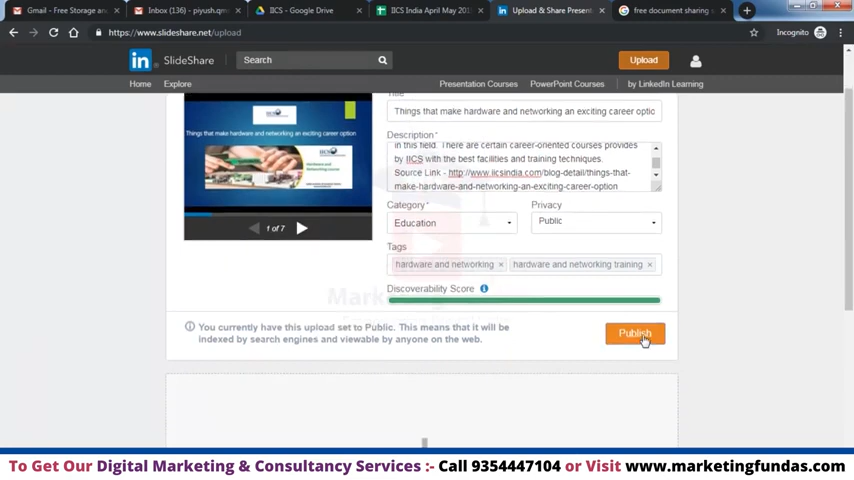 Gmail - Free Storage and
Inbox (136) - piyush.qm
IICS - Google Drive
IICS India April May 201
Upload & Share Present
free document sharing s
https://www.slideshare.net/upload
Incognito
in SlideShare
Search
Upload
Home
Explore
Presentation Courses
PowerPoint Courses
by LinkedIn Learning
Title
Things that make hardware and networking an exciting career optic
Description*
in this field. There are certain career-oriented courses provides
by IICS with the best facilities and training techniques.
Source Link - http://www.iicsindia.com/blog-detail/things-that-
make-hardware-and-networking-an-exciting-career-option
Things that make hardware and networking an exciting career option
IICS
1 of 7
Category*
Privacy
Education
Public
Tags
hardware and networking ×
hardware and networking training ×
Discoverability Score
You currently have this upload set to Public. This means that it will be
indexed by search engines and viewable by anyone on the web.
Publish
To Get Our Digital Marketing & Consultancy Services :- Call 9354447104 or Visit www.marketingfundas.com